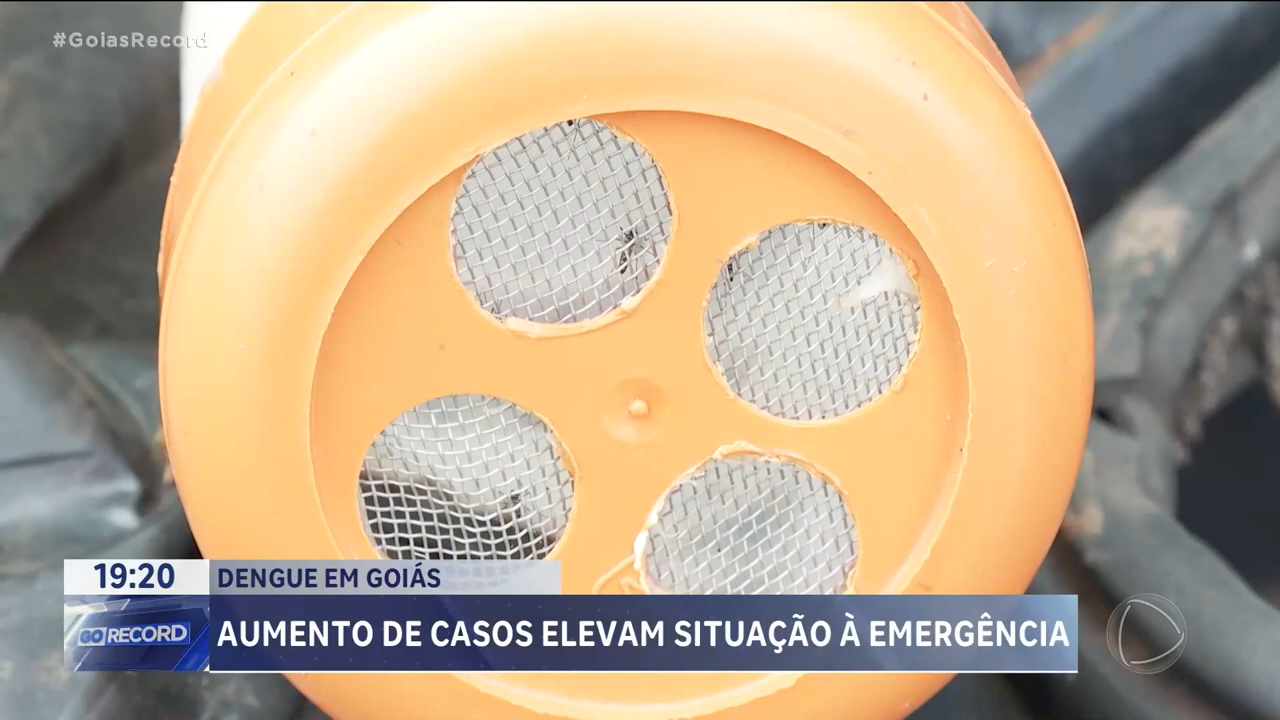 #GoiasRecord
19:20
DENGUE EM GOIÁS
GO RECORD
AUMENTO DE CASOS ELEVAM SITUAÇÃO À EMERGÊNCIA